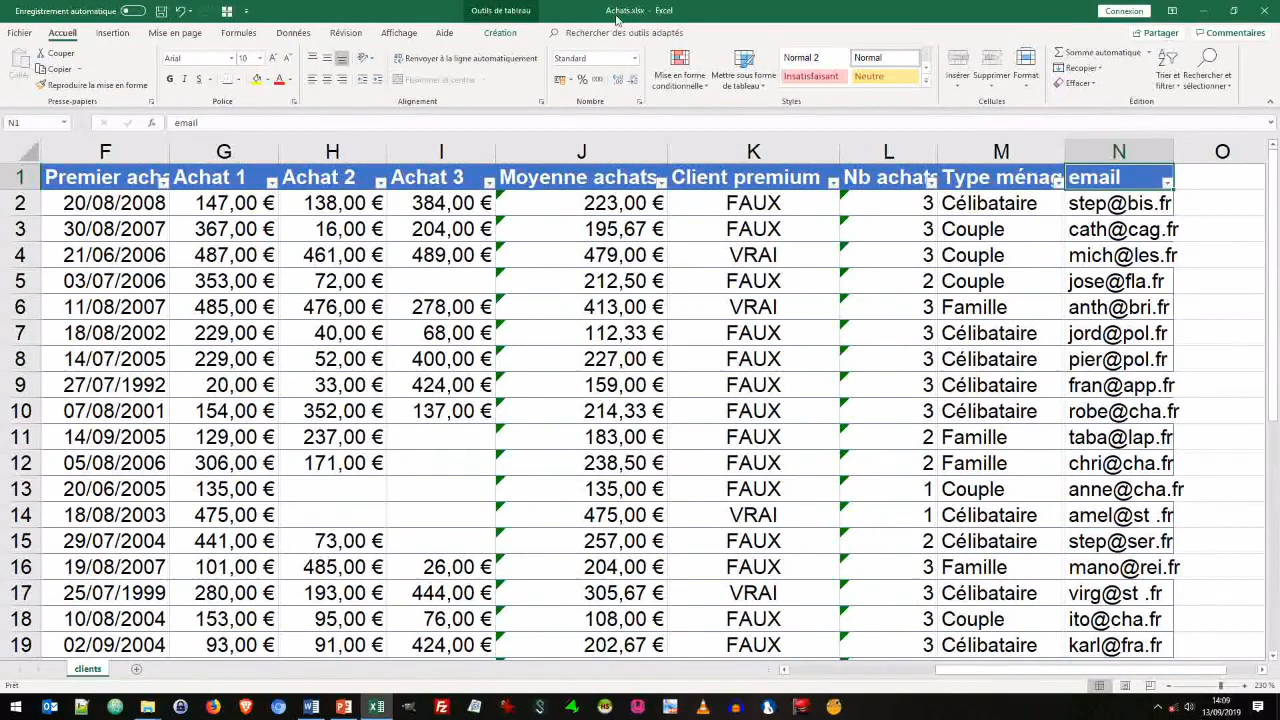 Enregistrement automatique
Outils de tableau
Achats.xlsx - Excel
Connexion
Fichier Accueil Insertion Mise en page Formules Données Révision Affichage Aide Création Rechercher des outils adaptés Partager Commentaires
Coller
Couper
Copier
Reproduire la mise en forme
Presse-papiers
Arial 10
G I S
Police
Renvoyer à la ligne automatiquement
Fusionner et centrer
Alignement
Standard
% 000
Nombre
Mise en forme conditionnelle
Mettre sous forme de tableau
Normal 2 Normal
Insatisfaisant Neutre
Styles
Insérer Supprimer Format
Cellules
Somme automatique
Recopier
Effacer
Trier et filtrer
Rechercher et sélectionner
Édition
N1 fx email
F G H I J K L M N O
1 Premier acha Achat 1 Achat 2 Achat 3 Moyenne achats Client premium Nb achats Type ménag email
2 20/08/2008 147,00 € 138,00 € 384,00 € 223,00 € FAUX 3 Célibataire step@bis.fr
3 30/08/2007 367,00 € 16,00 € 204,00 € 195,67 € FAUX 3 Couple cath@cag.fr
4 21/06/2006 487,00 € 461,00 € 489,00 € 479,00 € VRAI 3 Couple mich@les.fr
5 03/07/2006 353,00 € 72,00 € 212,50 € FAUX 2 Couple jose@fla.fr
6 11/08/2007 485,00 € 476,00 € 278,00 € 413,00 € VRAI 3 Famille anth@bri.fr
7 18/08/2002 229,00 € 40,00 € 68,00 € 112,33 € FAUX 3 Célibataire jord@pol.fr
8 14/07/2005 229,00 € 52,00 € 400,00 € 227,00 € FAUX 3 Célibataire pier@pol.fr
9 27/07/1992 20,00 € 33,00 € 424,00 € 159,00 € FAUX 3 Célibataire fran@app.fr
10 07/08/2001 154,00 € 352,00 € 137,00 € 214,33 € FAUX 3 Célibataire robe@cha.fr
11 14/09/2005 129,00 € 237,00 € 183,00 € FAUX 2 Famille taba@lap.fr
12 05/08/2006 306,00 € 171,00 € 238,50 € FAUX 2 Famille chri@cha.fr
13 20/06/2005 135,00 € 135,00 € FAUX 1 Couple anne@cha.fr
14 18/08/2003 475,00 € 475,00 € VRAI 1 Célibataire amel@st .fr
15 29/07/2004 441,00 € 73,00 € 257,00 € FAUX 2 Célibataire step@ser.fr
16 19/08/2007 101,00 € 485,00 € 26,00 € 204,00 € FAUX 3 Famille mano@rei.fr
17 25/07/1999 280,00 € 193,00 € 444,00 € 305,67 € VRAI 3 Célibataire virg@st .fr
18 10/08/2004 153,00 € 95,00 € 76,00 € 108,00 € FAUX 3 Couple ito@cha.fr
19 02/09/2004 93,00 € 91,00 € 424,00 € 202,67 € FAUX 3 Célibataire karl@fra.fr
clients
Prêt
230 %
14:09
13/09/2019